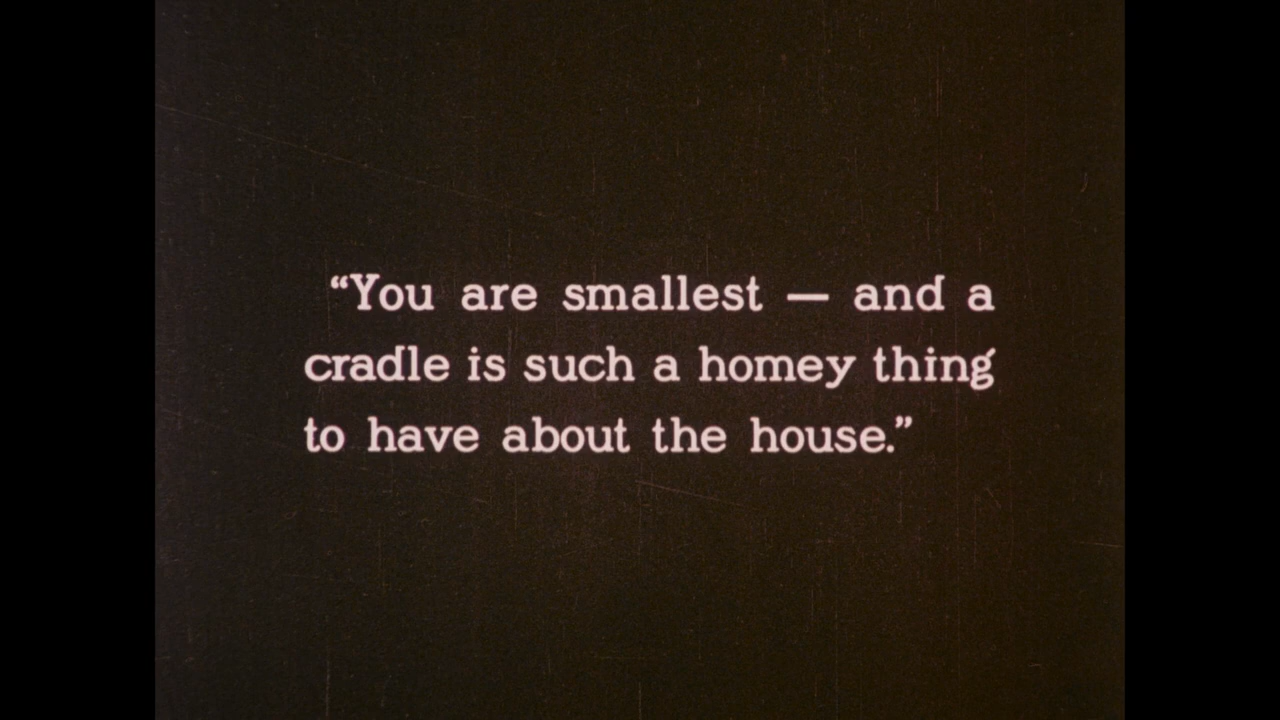 “You are smallest — and a
cradle is such a homey thing
to have about the house.”